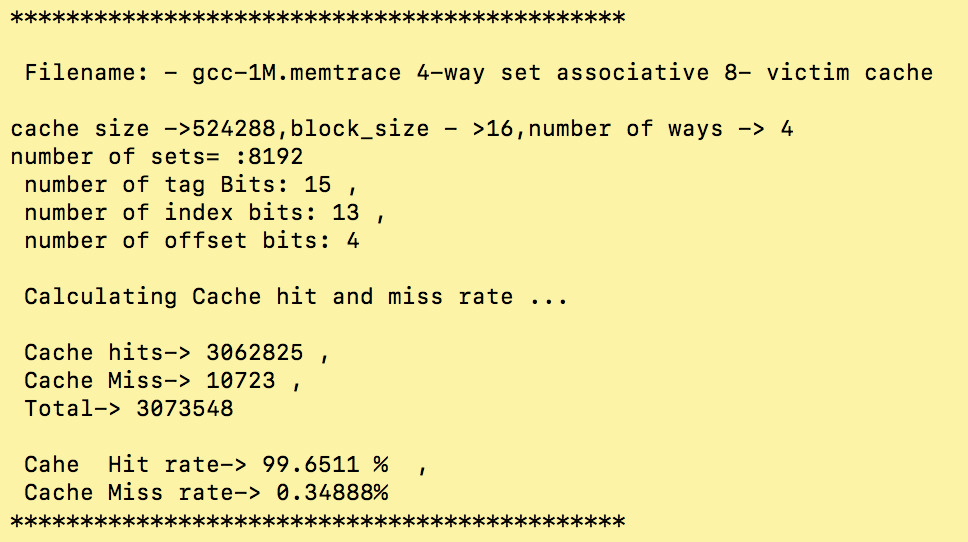 ********************************************
Filename: - gcc-1M.memtrace 4-way set associative 8- victim cache
cache size ->524288,block_size - >16,number of ways -> 4
number of sets= :8192
number of tag Bits: 15 ,
number of index bits: 13 ,
number of offset bits: 4
Calculating Cache hit and miss rate ...
Cache hits-> 3062825 ,
Cache Miss-> 10723 ,
Total-> 3073548
Cahe  Hit rate-> 99.6511 %  ,
Cache Miss rate-> 0.34888%
********************************************